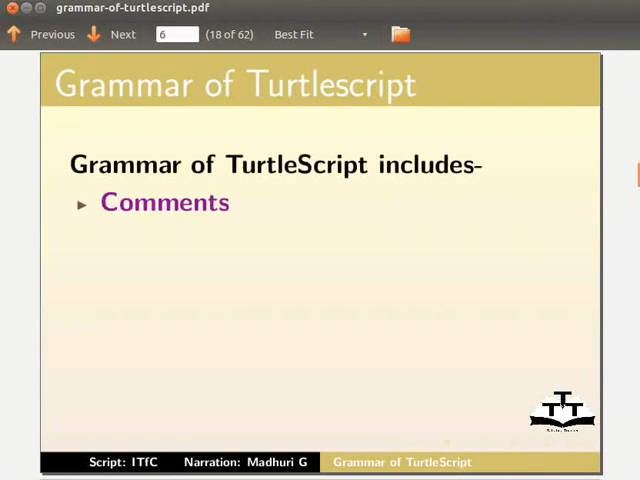 grammar-of-turtlescript.pdf
Previous Next 6 (18 of 62) Best Fit
Grammar of Turtlescript
Grammar of TurtleScript includes-
Comments
Script: ITfC Narration: Madhuri G Grammar of TurtleScript